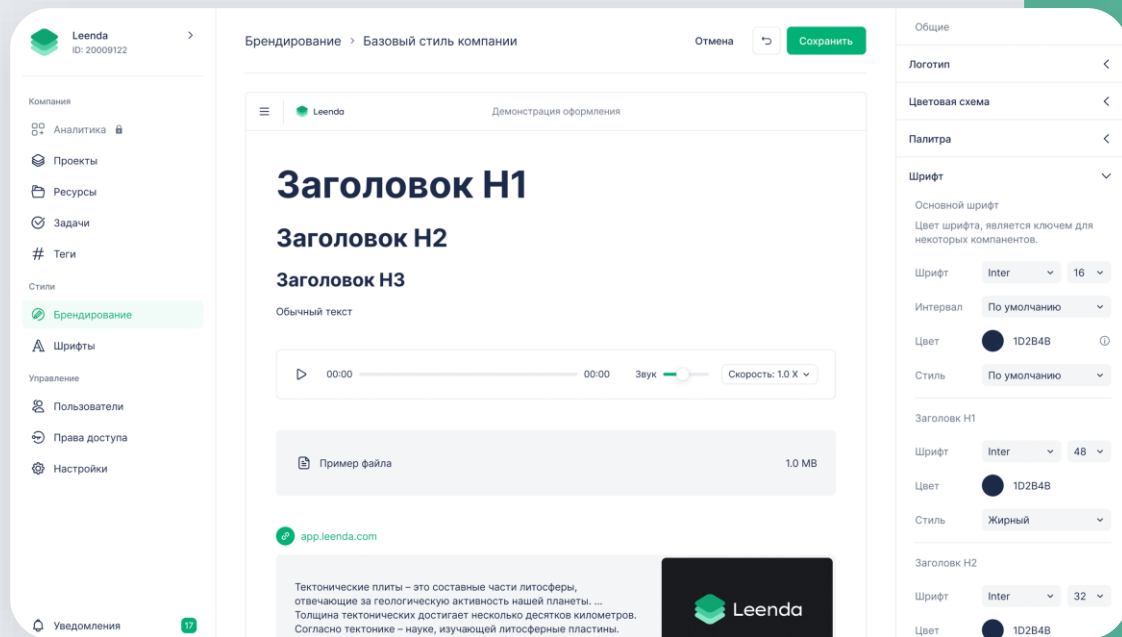 Leenda
ID: 20009122
Компания
Аналитика
Проекты
Ресурсы
Задачи
Теги
Стили
Брендирование
Шрифты
Управление
Пользователи
Права доступа
Настройки
Уведомления
17
Брендирование > Базовый стиль компании
Отмена
Сохранить
Leenda
Демонстрация оформления
Заголовок H1
Заголовок H2
Заголовок H3
Обычный текст
00:00
00:00
Звук
Скорость: 1.0 X
Пример файла
1.0 MB
app.leenda.com
Тектонические плиты – это составные части литосферы,
отвечающие за геологическую активность нашей планеты. ...
Толщина тектонических достигает несколько десятков километров.
Согласно тектонике – науке, изучающей литосферные пластины.
Leenda
Общие
Логотип
Цветовая схема
Палитра
Шрифт
Основной шрифт
Цвет шрифта, является ключем для
некоторых компанентов.
Шрифт Inter 16
Интервал По умолчанию
Цвет 1D2B4B
Стиль По умолчанию
Заголовк H1
Шрифт Inter 48
Цвет 1D2B4B
Стиль Жирный
Заголовк H2
Шрифт Inter 32
Цвет 1D2B4B